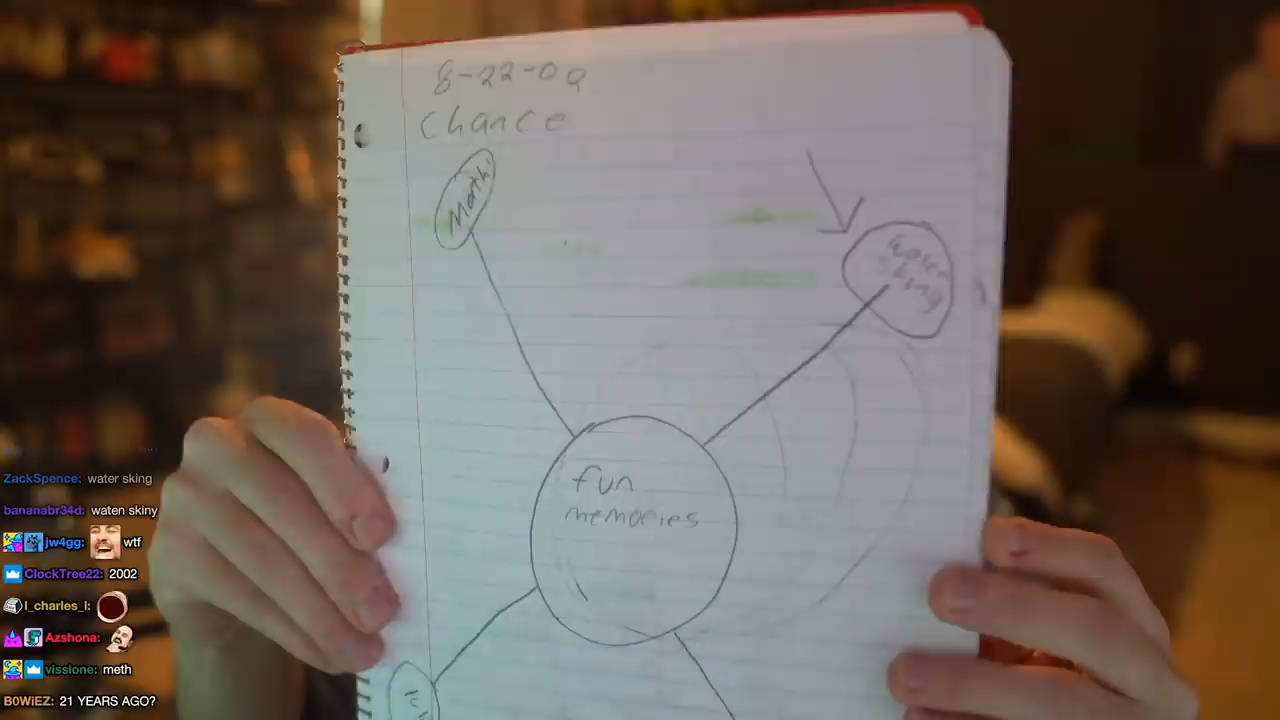 8-22-02
Chance
Math
water
sking
fun
memories
ZackSpence: water sking
bananabr34d: waten skiny
jw4gg: wtf
ClockTree22: 2002
l_charles_l:
Azshona:
vissione: meth
B0WiEZ: 21 YEARS AGO?